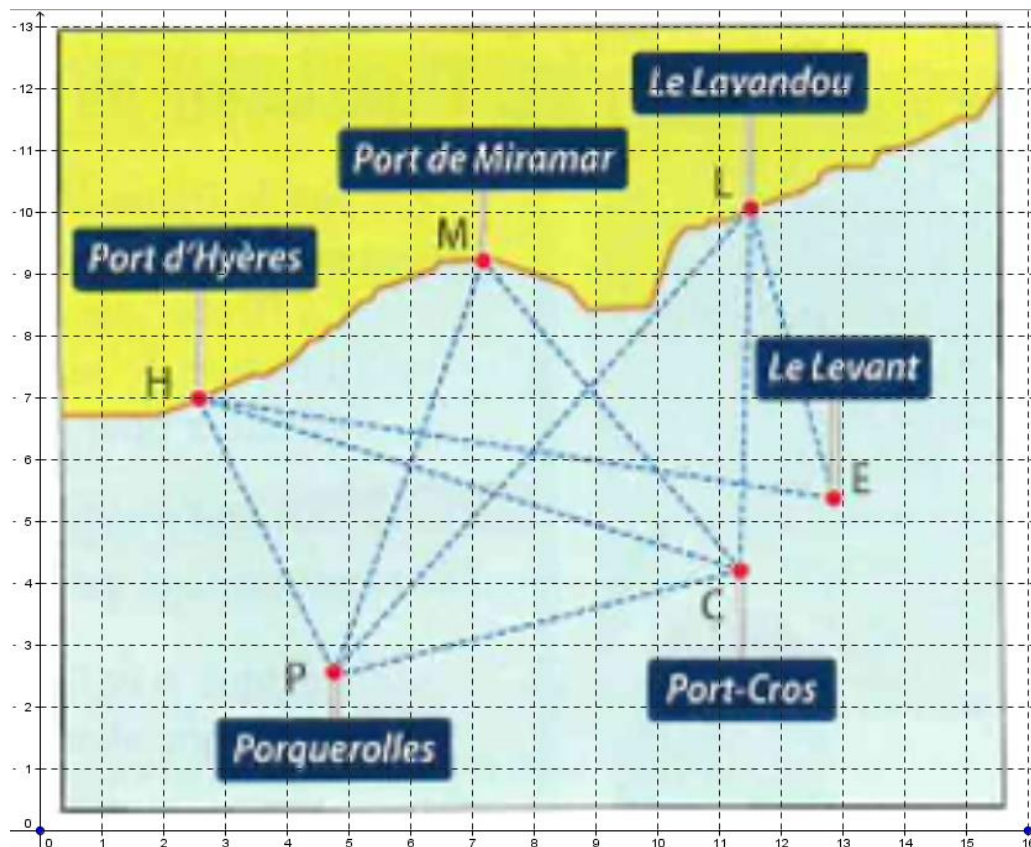 13
12
11
10
9
8
7
6
5
4
3
2
1
0
Le Lavandou
L
Port de Miramar
M
Port d'Hyères
H
Le Levant
E
C
Port-Cros
P
Porquerolles
0 1 2 3 4 5 6 7 8 9 10 11 12 13 14 15 16